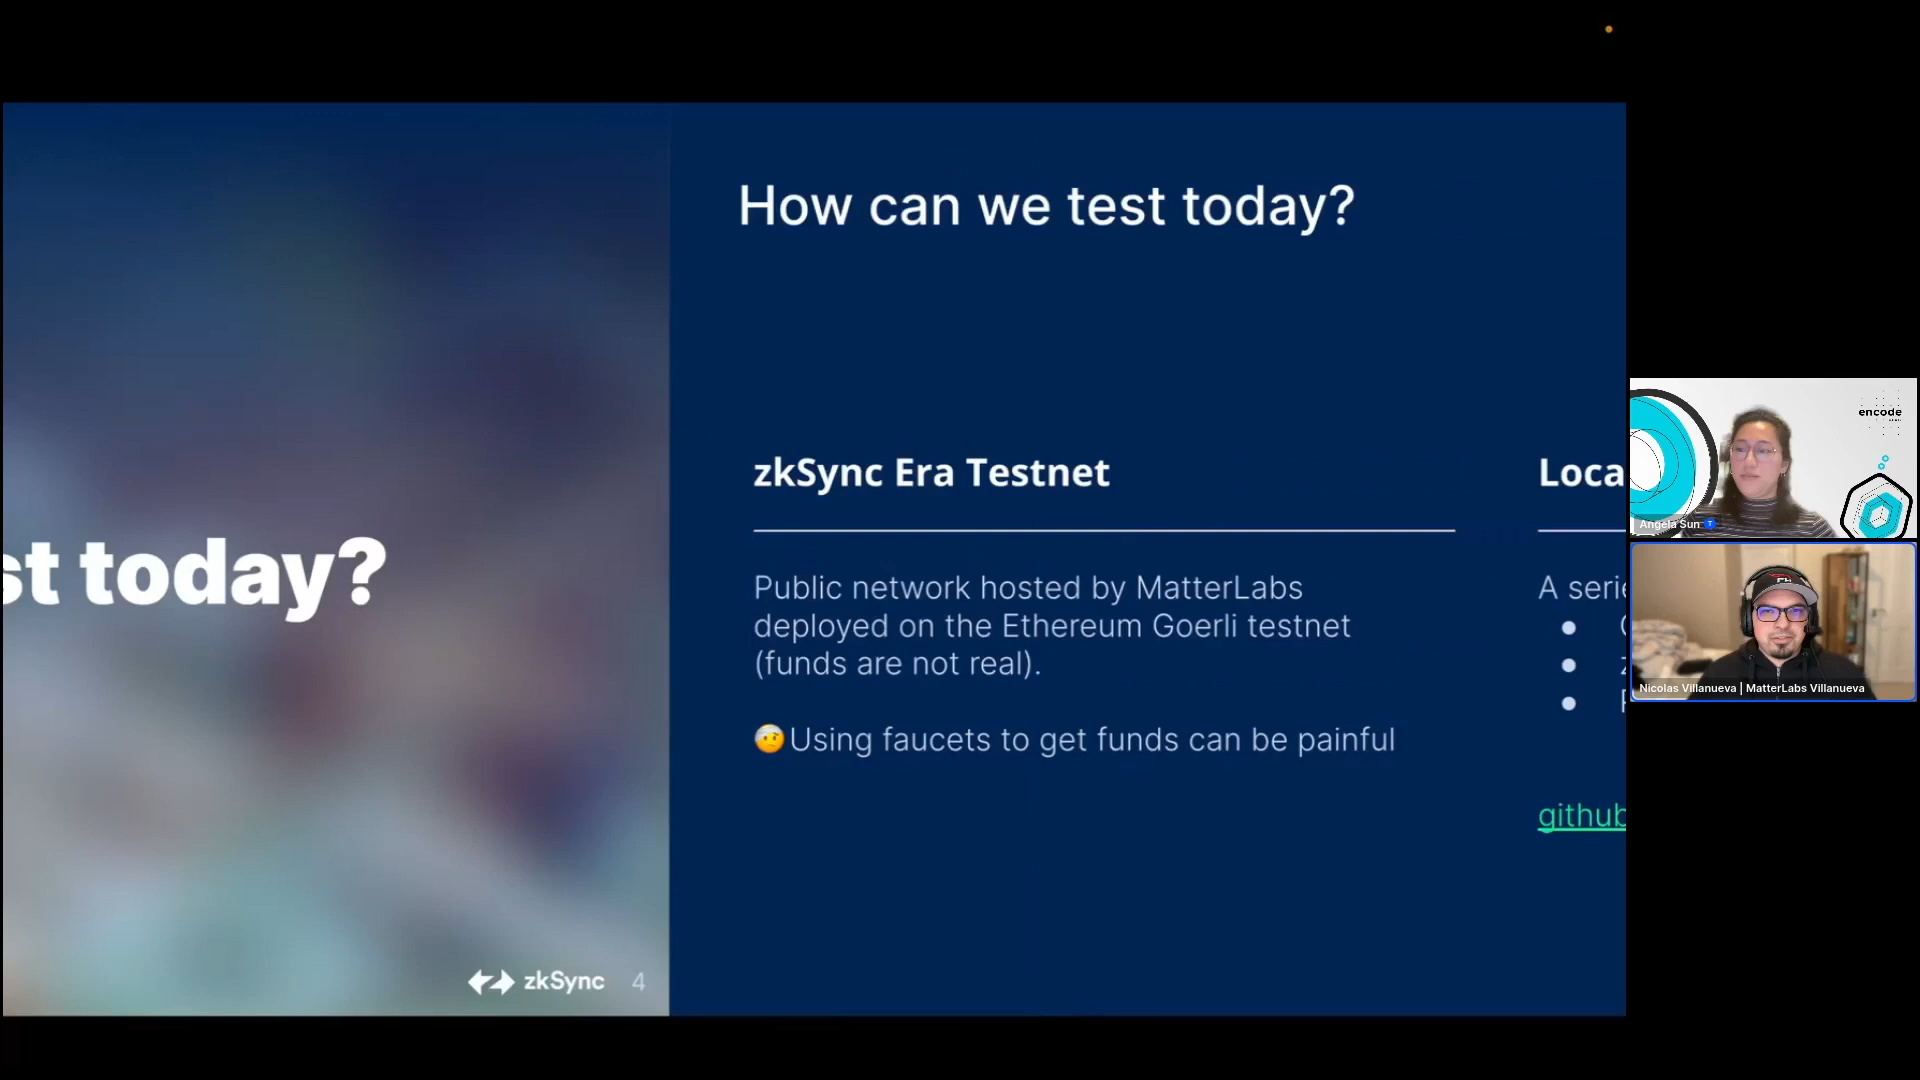 st today?
zkSync 4
How can we test today?
zkSync Era Testnet
Public network hosted by MatterLabs
deployed on the Ethereum Goerli testnet
(funds are not real).
Using faucets to get funds can be painful
Loca
A serie
github
encode
Angela Sun
Nicolas Villanueva | MatterLabs Villanueva